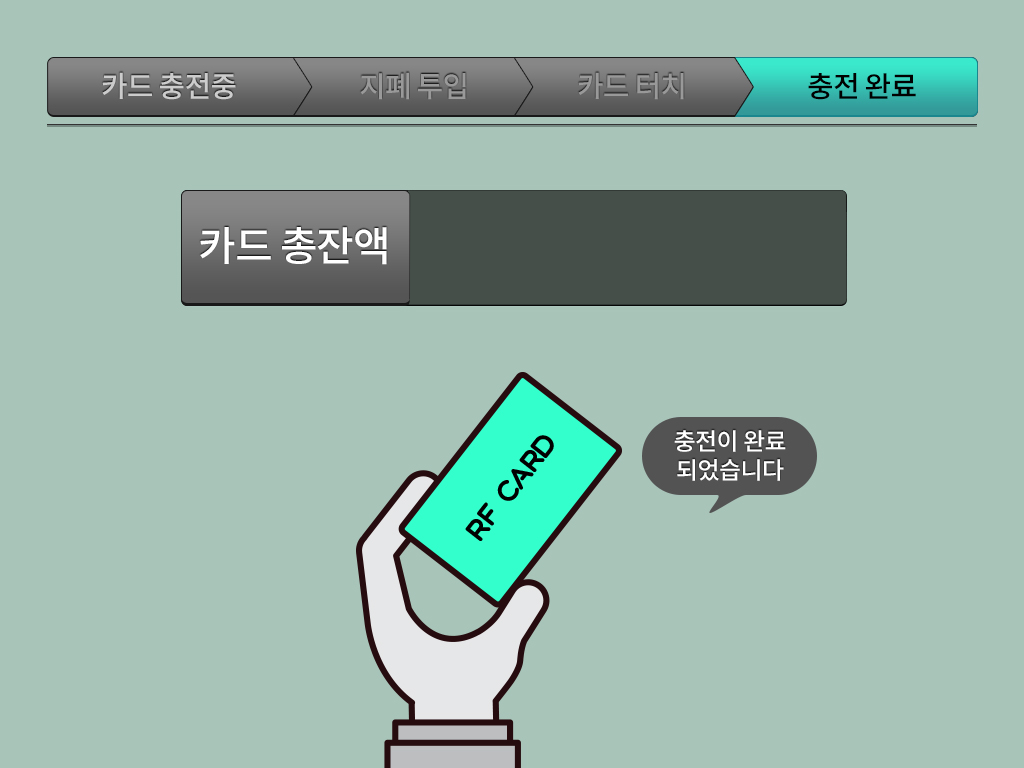 카드 충전중
지폐 투입
카드 터치
충전 완료
카드 총잔액
RF CARD
충전이 완료
되었습니다